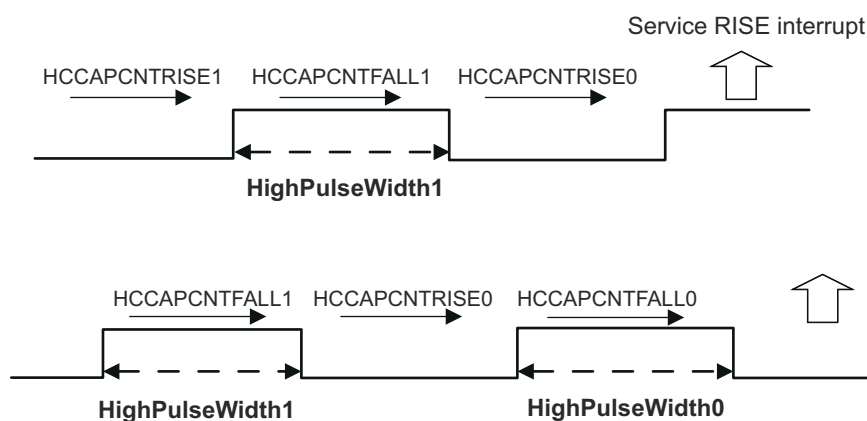 Service RISE interrupt
HCCAPCNTRISE1 HCCAPCNTFALL1 HCCAPCNTRISE0
HighPulseWidth1
HCCAPCNTFALL1 HCCAPCNTRISE0 HCCAPCNTFALL0
HighPulseWidth1 HighPulseWidth0